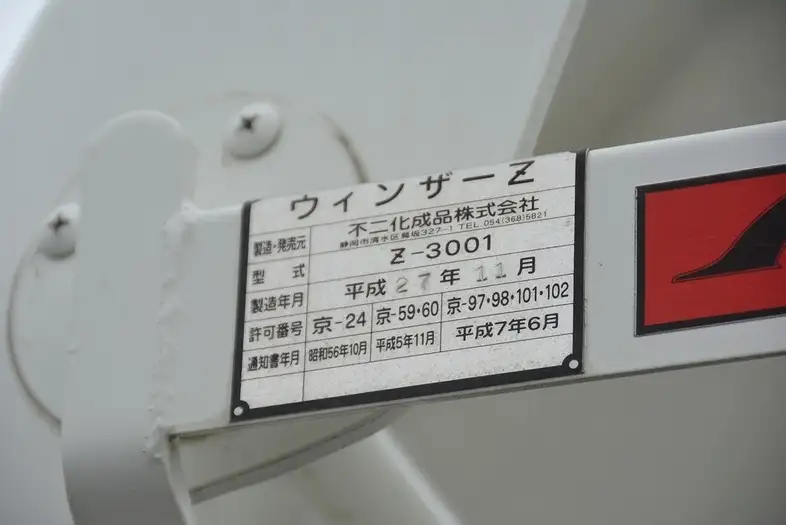 ウィンザーZ
製造・発売元 不二化成品株式会社
静岡市清水区鳥坂327-1 TEL 054(368)5821
型式 Z-3001
製造年月 平成27年11月
許可番号 京-24 京-59・60 京-97・98・101・102
通知書年月 昭和56年10月 平成5年11月 平成7年6月